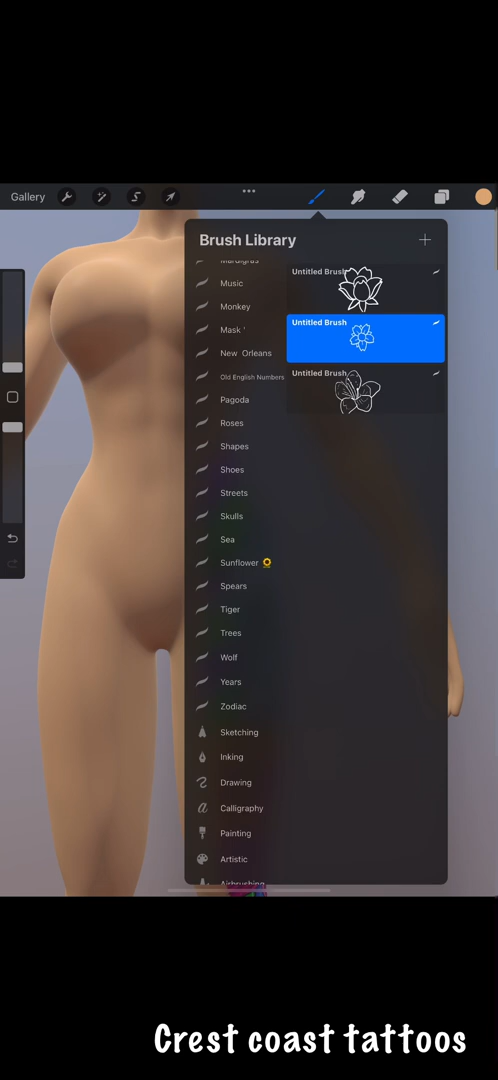 Gallery
Brush Library
Mardigras
Music
Monkey
Mask '
New Orleans
Old English Numbers
Pagoda
Roses
Shapes
Shoes
Streets
Skulls
Sea
Sunflower 🌻
Spears
Tiger
Trees
Wolf
Years
Zodiac
Sketching
Inking
Drawing
Calligraphy
Painting
Artistic
Airbrushing
Untitled Brush
Untitled Brush
Untitled Brush
Crest coast tattoos